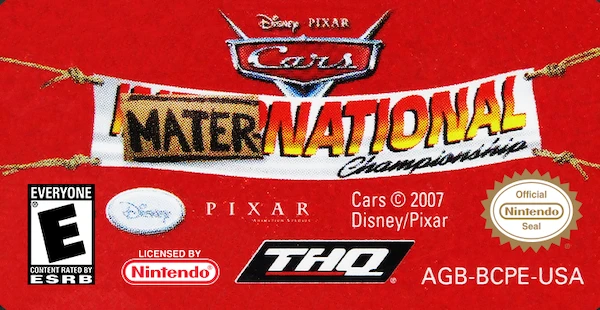 Disney PIXAR
Cars
INTERNATIONAL
MATER-
Championship
EVERYONE
E
CONTENT RATED BY
ESRB
Disney
PIXAR
ANIMATION STUDIOS
Cars © 2007
Disney/Pixar
Official
Nintendo
Seal
LICENSED BY
Nintendo®
THQ
AGB-BCPE-USA